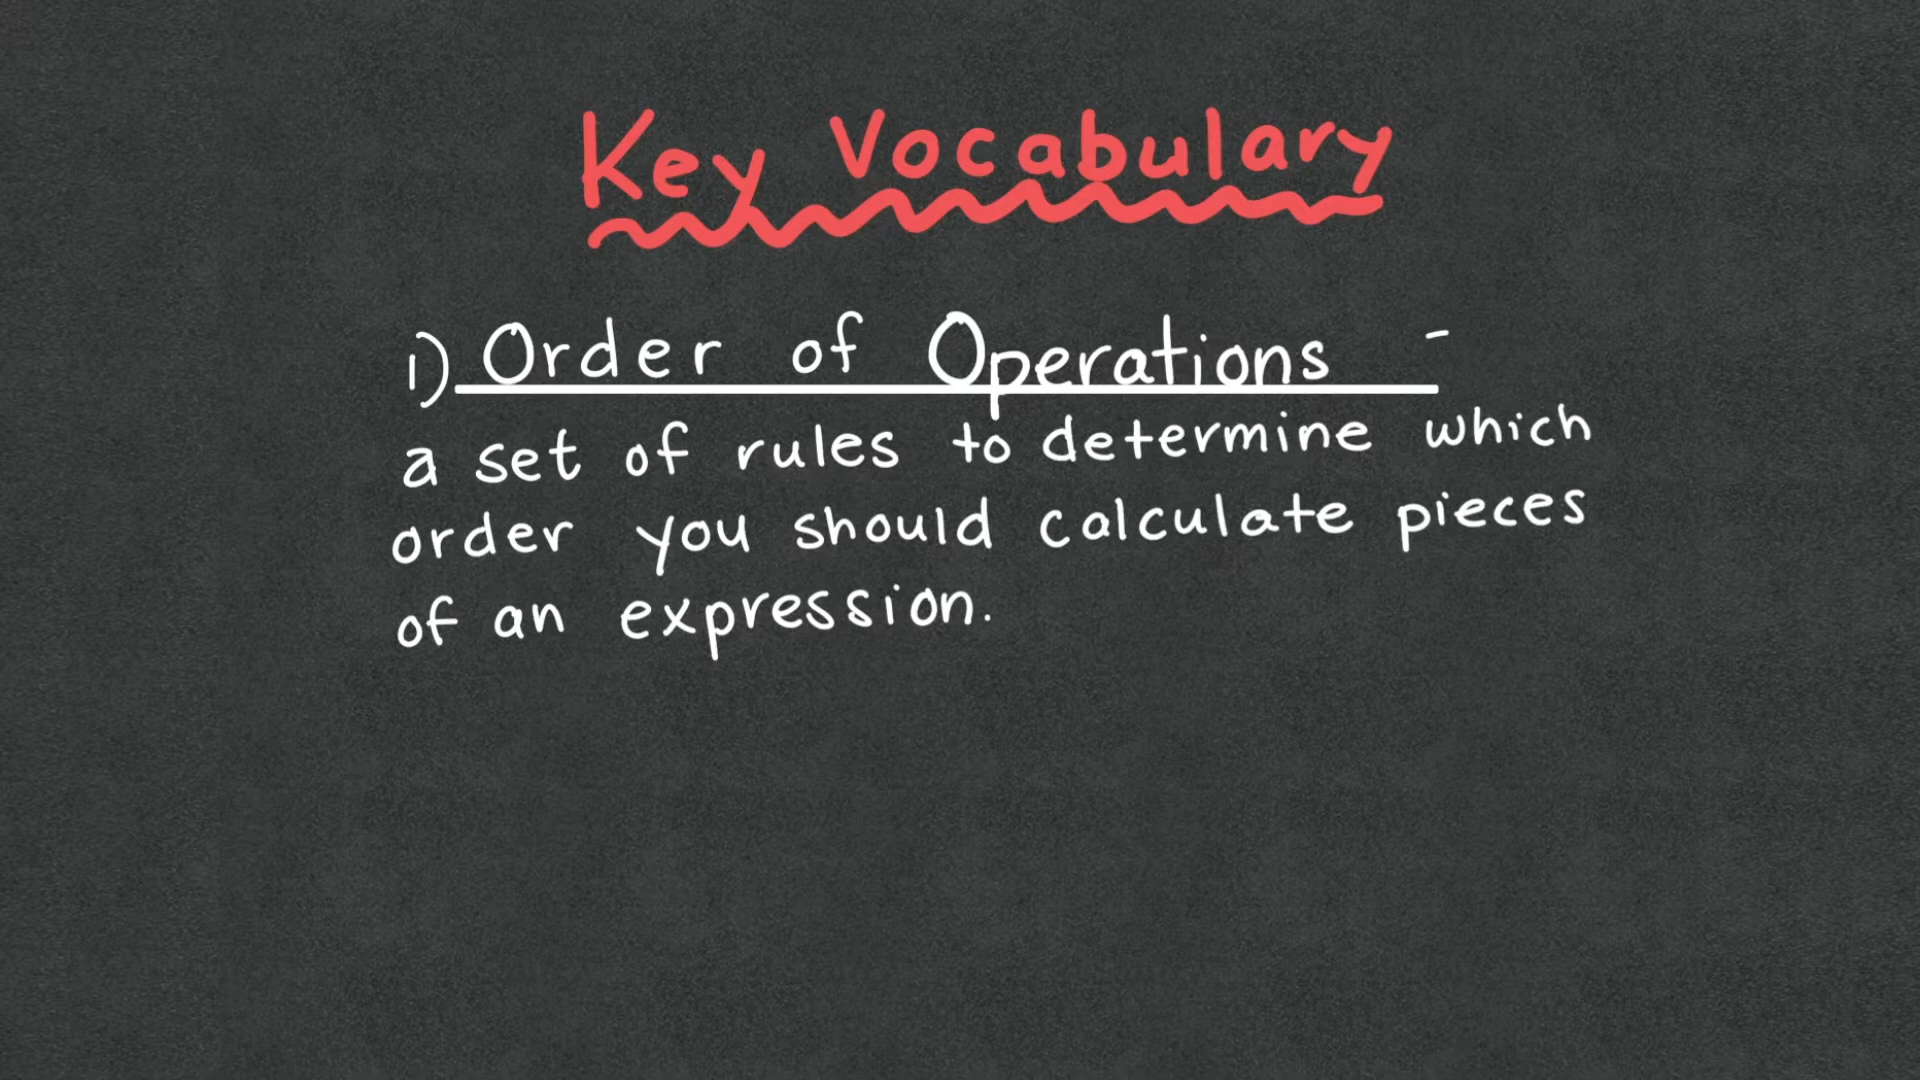 Key Vocabulary
1) Order of Operations -
a set of rules to determine which
order you should calculate pieces
of an expression.